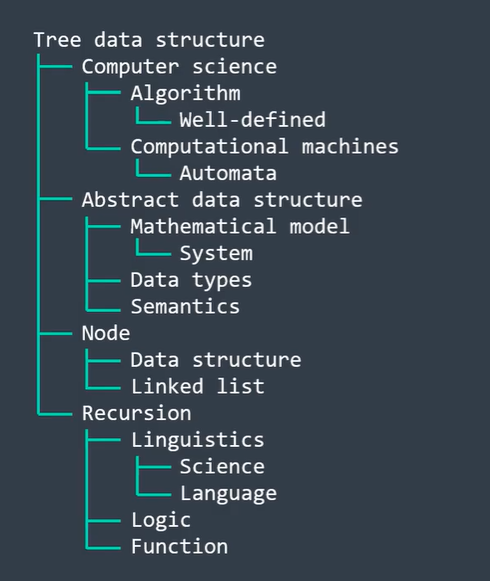 Tree data structure
Computer science
Algorithm
Well-defined
Computational machines
Automata
Abstract data structure
Mathematical model
System
Data types
Semantics
Node
Data structure
Linked list
Recursion
Linguistics
Science
Language
Logic
Function